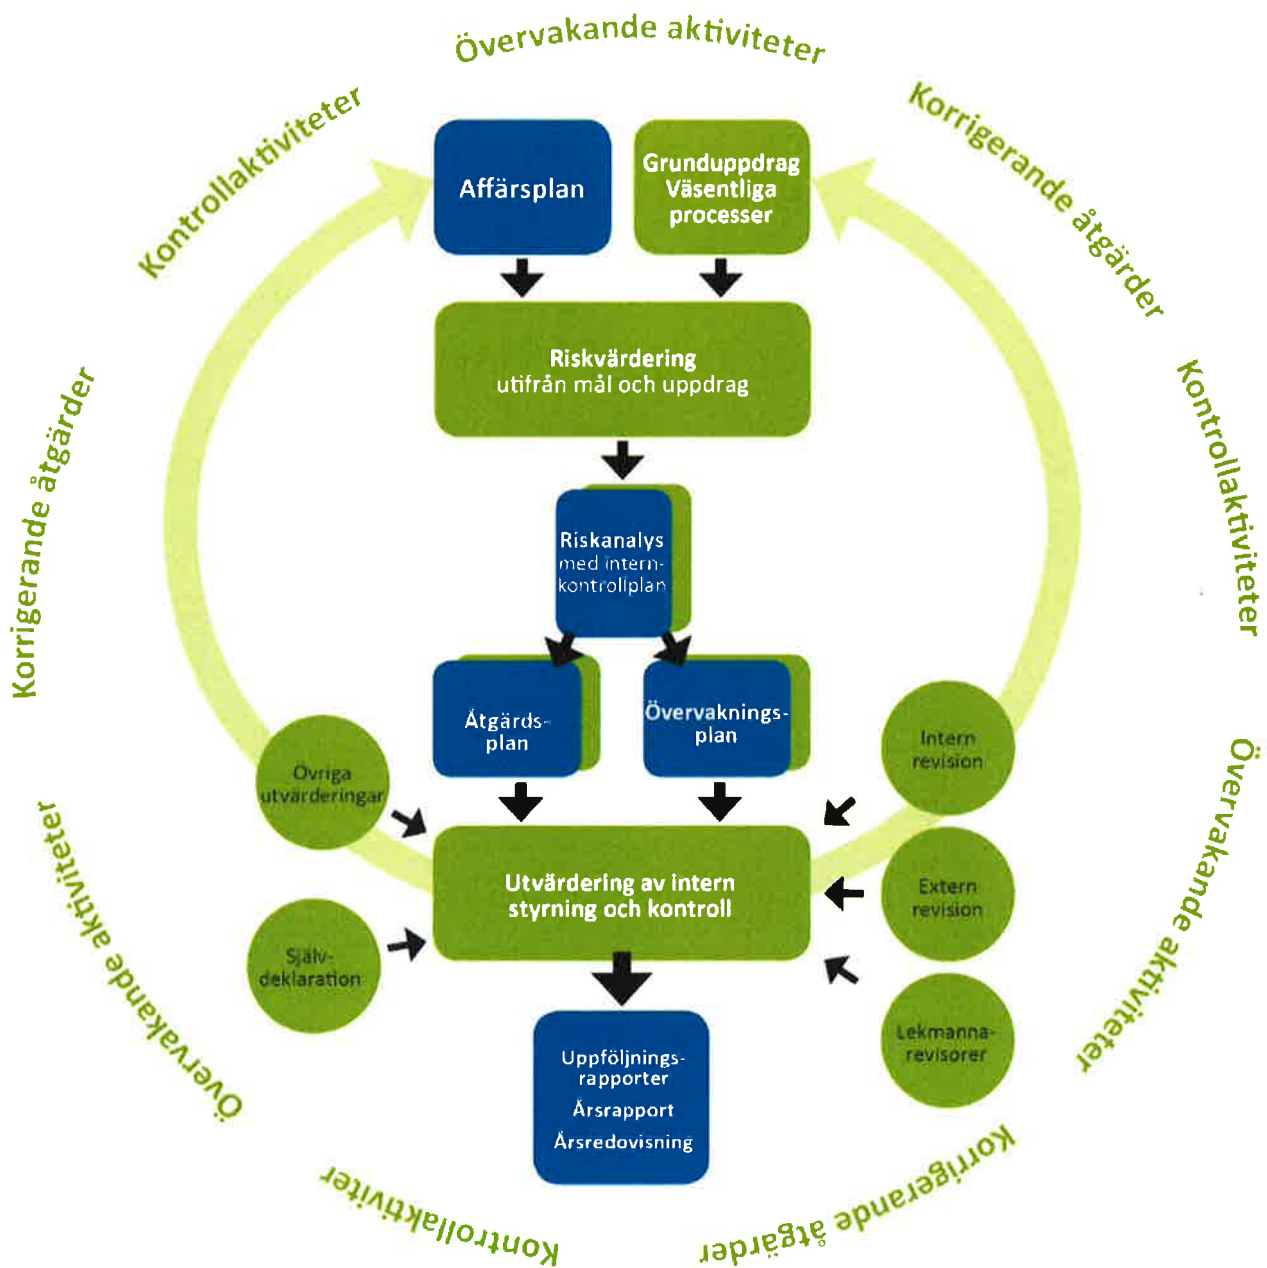 Övervakande aktiviteter
Korrigerande åtgärder
Kontrollaktiviteter
Övervakande aktiviteter
Korrigerande åtgärder
Kontrollaktiviter
Övervakande aktiviteter
Korrigerande åtgärder
Kontrollaktiviteter
Affärsplan
Grunduppdrag
Väsentliga
processer
Riskvärdering
utifrån mål och uppdrag
Riskanalys
med intern-
kontrollplan
Åtgärds-
plan
Övervaknings-
plan
Övriga
utvärderingar
Själv-
deklaration
Intern
revision
Extern
revision
Lekmanna-
revisorer
Utvärdering av intern
styrning och kontroll
Uppföljnings-
rapporter
Årsrapport
Årsredovisning